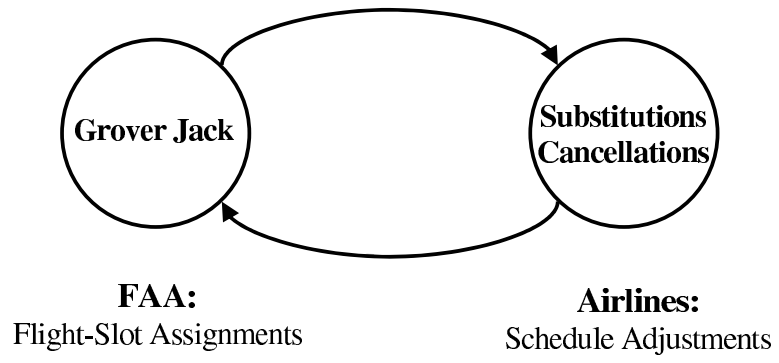 Grover Jack
Substitutions
Cancellations
FAA:
Flight-Slot Assignments
Airlines:
Schedule Adjustments